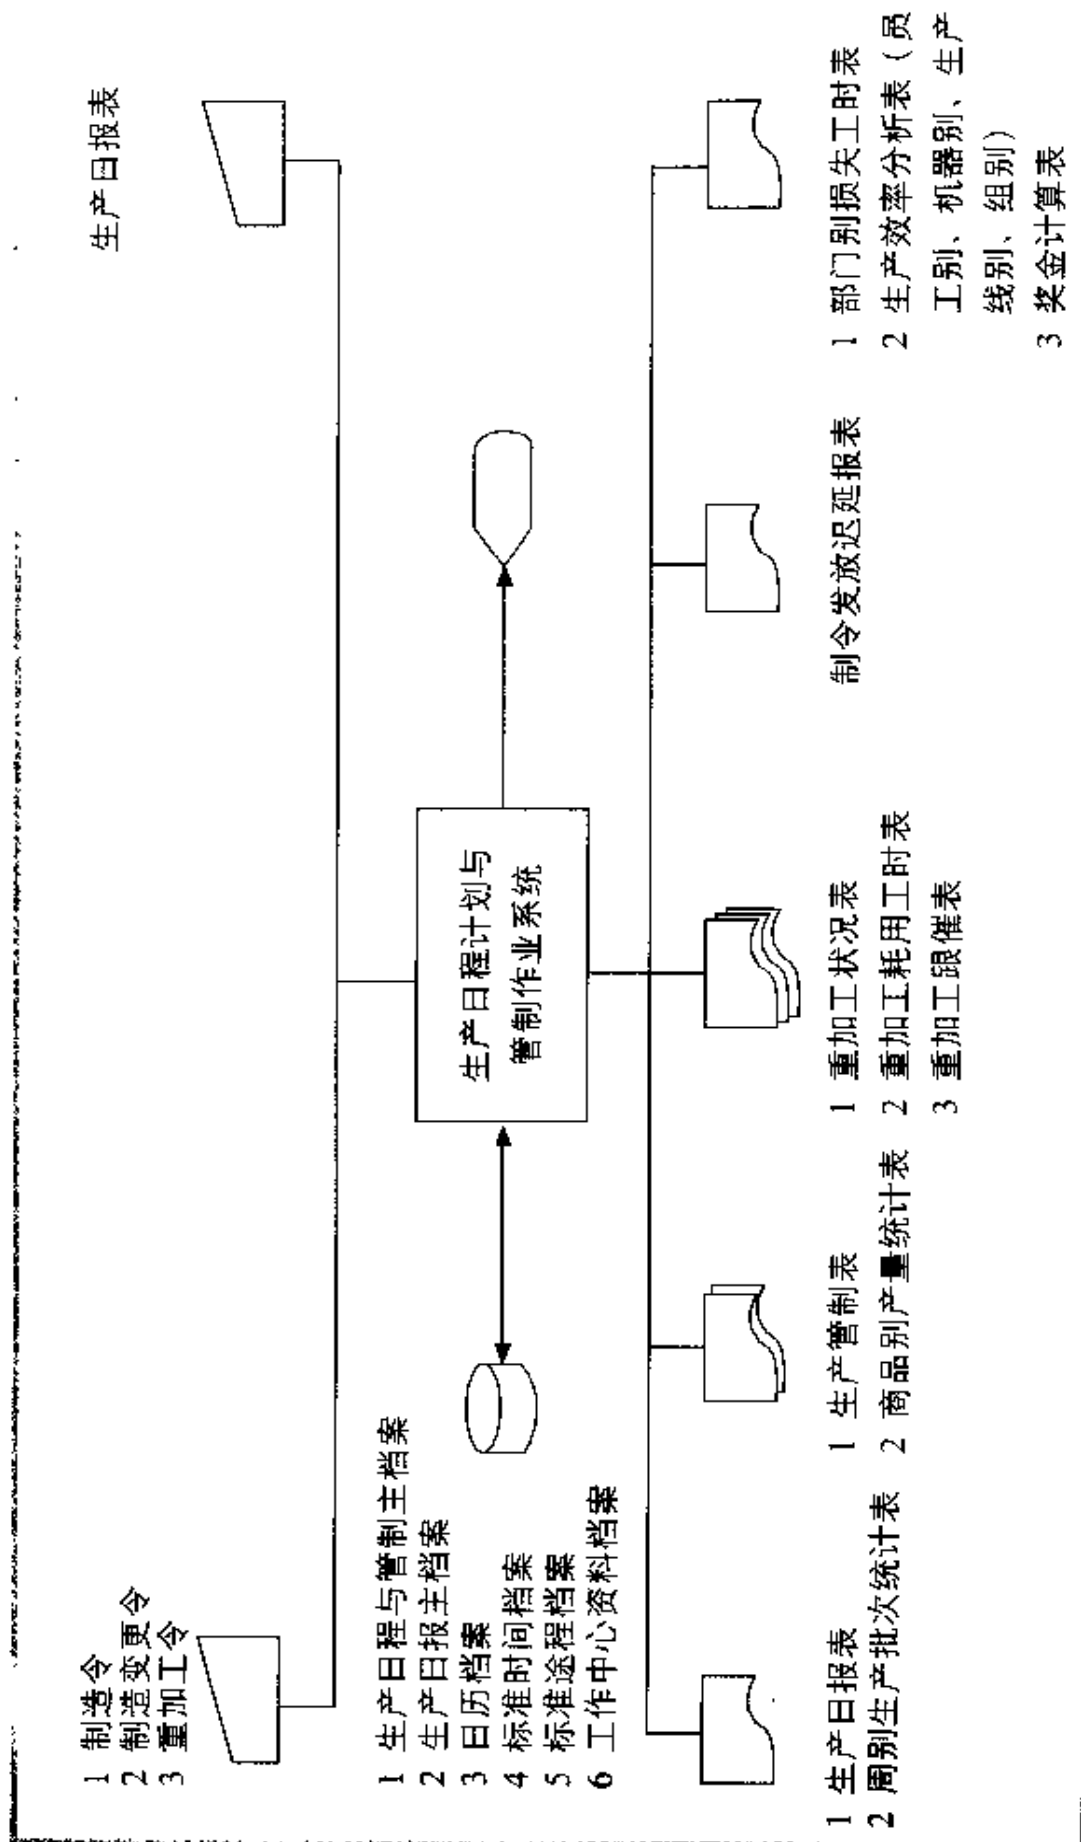 1 制造令
2 制造变更令
3 重加工令
生产日报表
1 生产日程与管制主档案
2 生产日报主档案
3 日历档案
4 标准时间档案
5 标准途程档案
6 工作中心资料档案
生产日程计划与
管制作业系统
1 生产日报表
2 周别生产批次统计表
1 生产管制表
2 商品别产量统计表
1 重加工状况表
2 重加工耗用工时表
3 重加工跟催表
制令发放迟延报表
1 部门别损失工时表
2 生产效率分析表（员
工别、机器别、生产
线别、组别）
3 奖金计算表